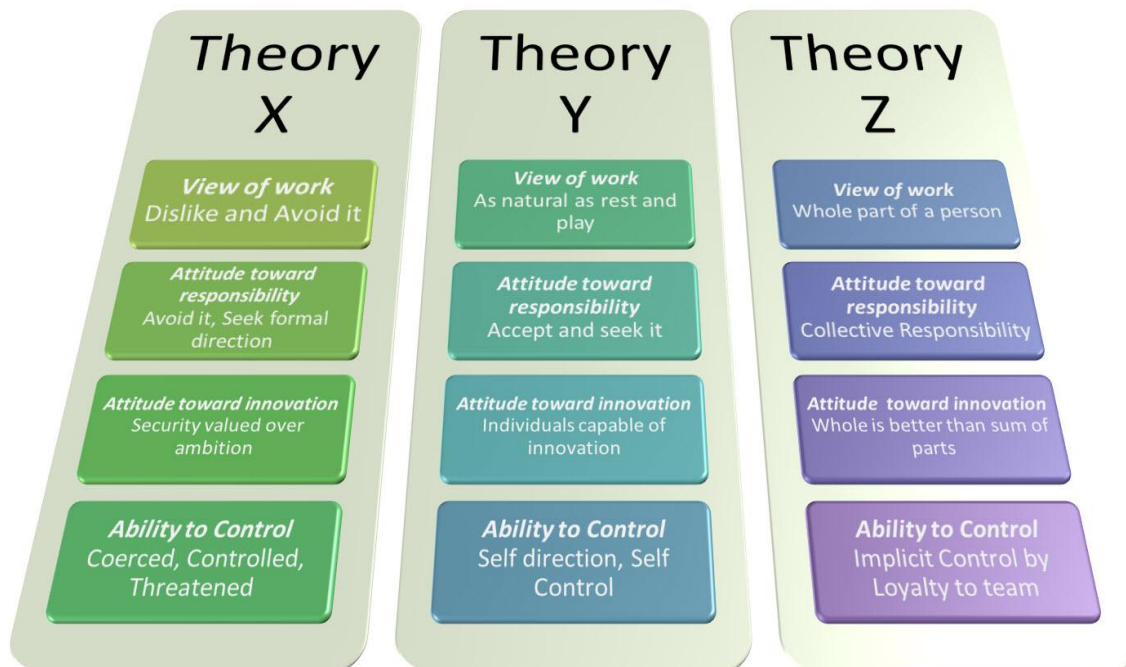 Theory
X
View of work
Dislike and Avoid it
Attitude toward
responsibility
Avoid it, Seek formal
direction
Attitude toward innovation
Security valued over
ambition
Ability to Control
Coerced, Controlled,
Threatened
Theory
Y
View of work
As natural as rest and
play
Attitude toward
responsibility
Accept and seek it
Attitude toward innovation
Individuals capable of
innovation
Ability to Control
Self direction, Self
Control
Theory
Z
View of work
Whole part of a person
Attitude toward
responsibility
Collective Responsibility
Attitude toward innovation
Whole is better than sum of
parts
Ability to Control
Implicit Control by
Loyalty to team